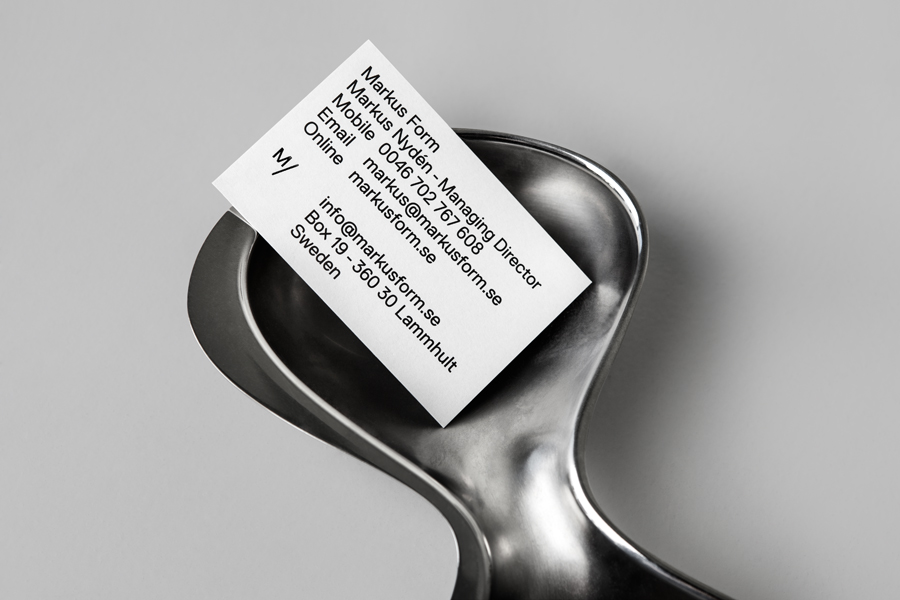 Markus Form
Markus Nydén - Managing Director
Mobile 0046 702 767 608
Email markus@markusform.se
Online markusform.se
M/
info@markusform.se
Box 19 - 360 30 Lammhult
Sweden